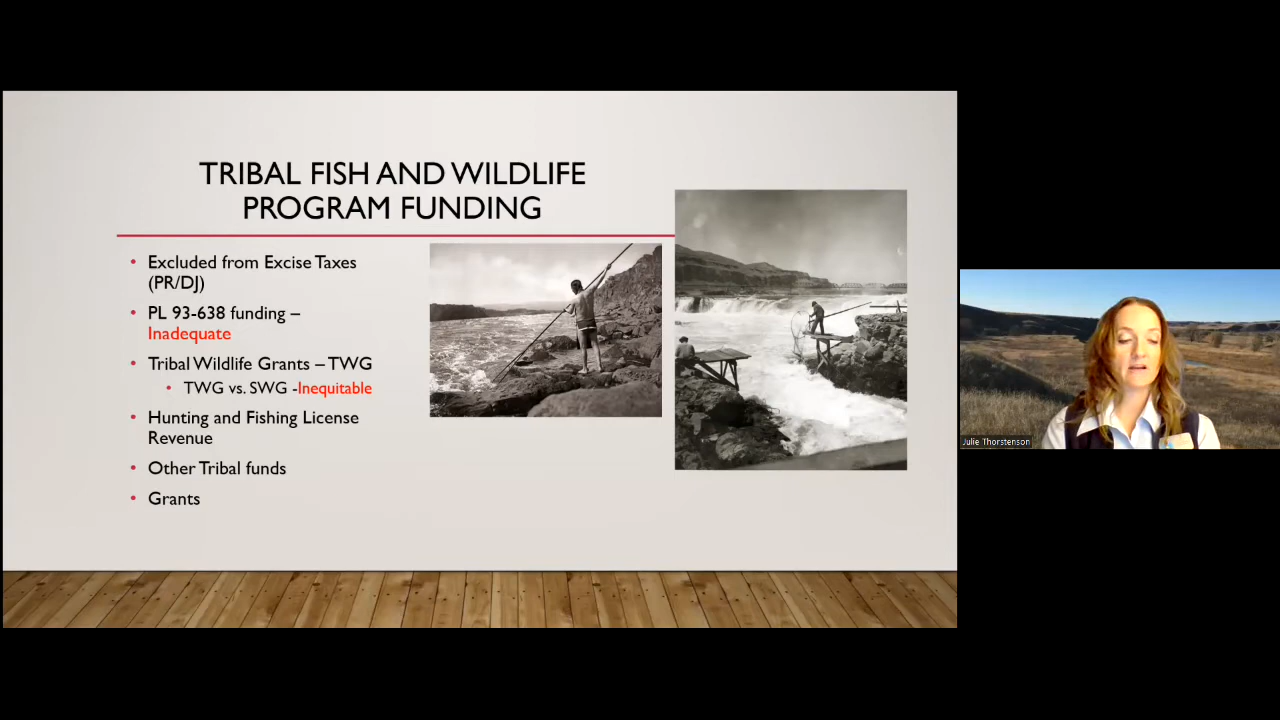 TRIBAL FISH AND WILDLIFE
PROGRAM FUNDING
• Excluded from Excise Taxes
(PR/DJ)
• PL 93-638 funding –
Inadequate
• Tribal Wildlife Grants – TWG
• TWG vs. SWG -Inequitable
• Hunting and Fishing License
Revenue
• Other Tribal funds
• Grants
Julie Thorstenson